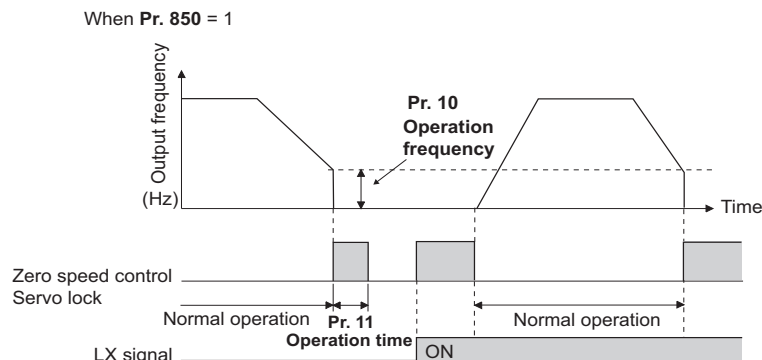 When Pr. 850 = 1
Output frequency
(Hz)
Pr. 10
Operation
frequency
Time
Zero speed control
Servo lock
Normal operation
Pr. 11
Operation time
Normal operation
LX signal
ON